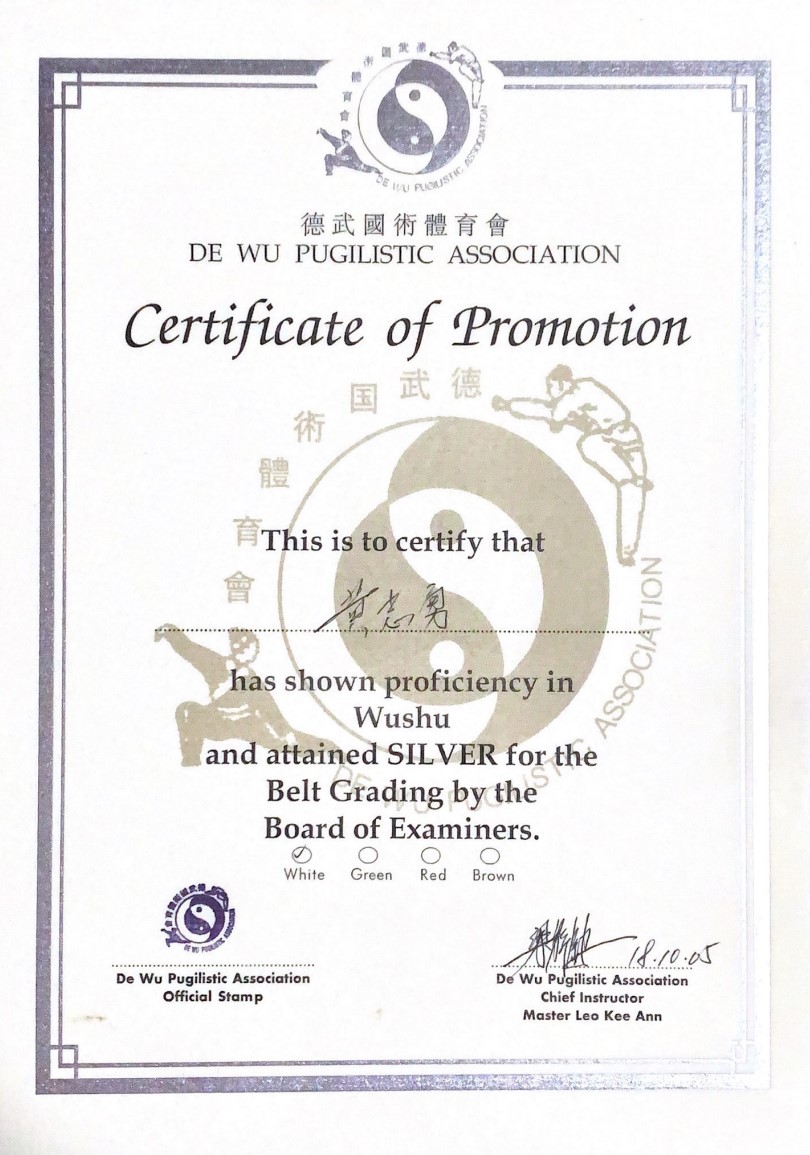 德武國術體育會
DE WU PUGILISTIC ASSOCIATION
德武國術體育會
DE WU PUGILISTIC ASSOCIATION
Certificate of Promotion
德武国術體育會
This is to certify that
黄志勇
has shown proficiency in
Wushu
and attained SILVER for the
Belt Grading by the
Board of Examiners.
DE WU PUGILISTIC ASSOCIATION
White Green Red Brown
DE WU PUGILISTIC ASSOCIATION
18.10.05
De Wu Pugilistic Association
Official Stamp
De Wu Pugilistic Association
Chief Instructor
Master Leo Kee Ann